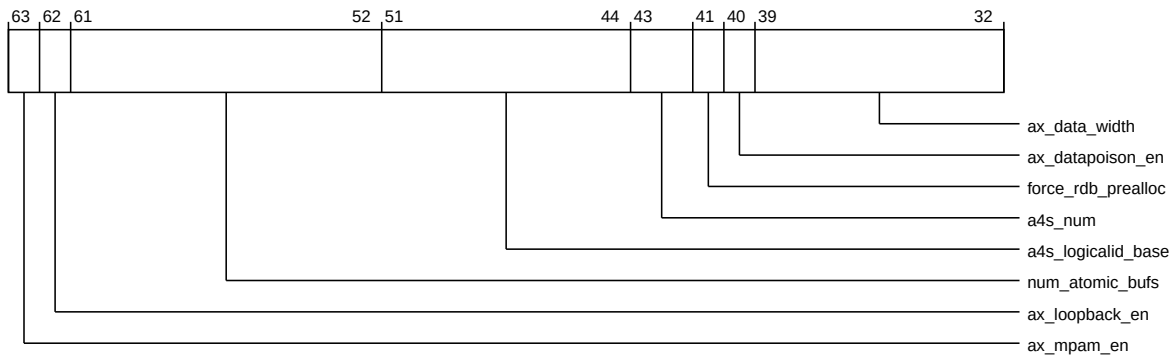 63 62 61 52 51 44 43 41 40 39 32
ax_data_width
ax_datapoison_en
force_rdb_prealloc
a4s_num
a4s_logicalid_base
num_atomic_bufs
ax_loopback_en
ax_mpam_en